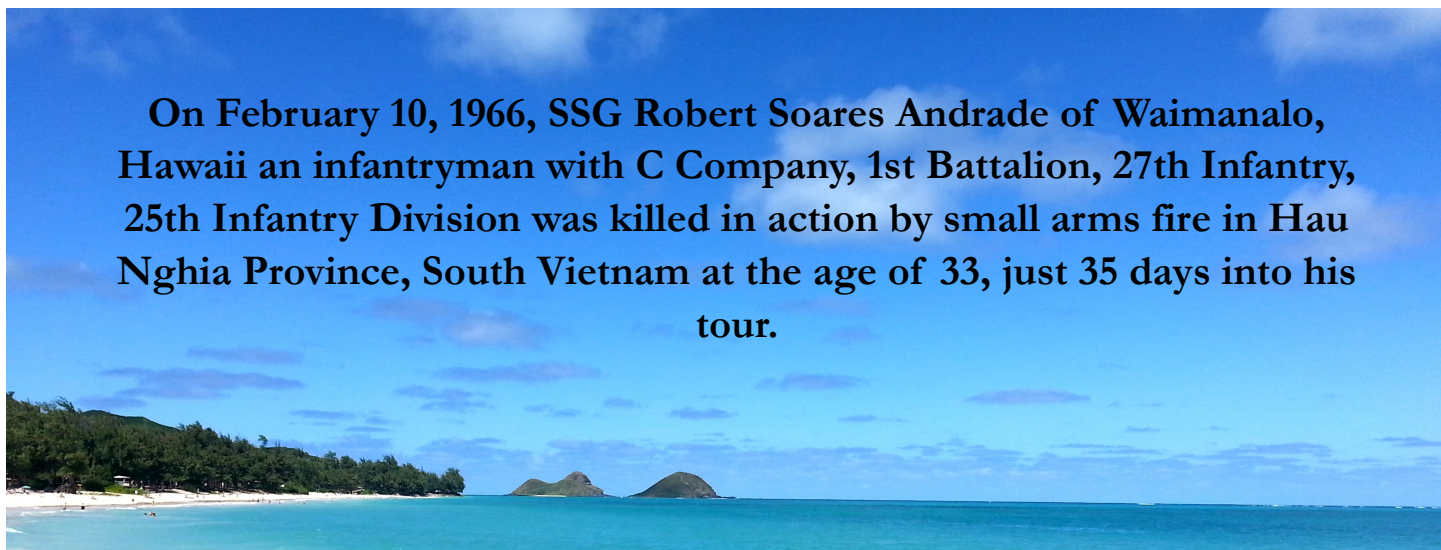 On February 10, 1966, SSG Robert Soares Andrade of Waimanalo,
Hawaii an infantryman with C Company, 1st Battalion, 27th Infantry,
25th Infantry Division was killed in action by small arms fire in Hau
Nghia Province, South Vietnam at the age of 33, just 35 days into his
tour.